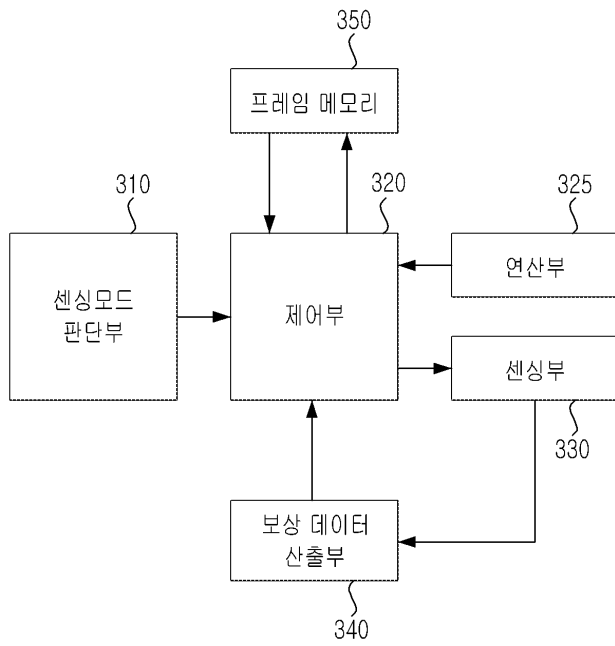 350
프레임 메모리
310
320
325
센싱모드
판단부
제어부
연산부
센싱부
330
보상 데이터
산출부
340